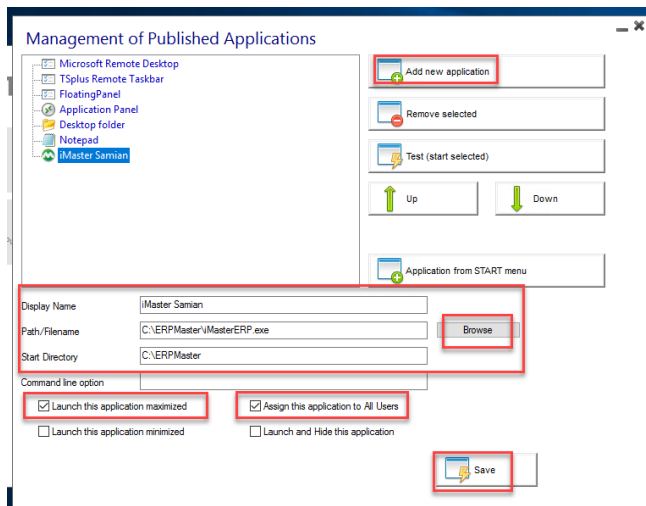 Management of Published Applications
Microsoft Remote Desktop
TSplus Remote Taskbar
FloatingPanel
Application Panel
Desktop folder
Notepad
iMaster Samian
Add new application
Remove selected
Test (start selected)
Up
Down
Application from START menu
Display Name
iMaster Samian
Path/Filename
C:\ERPMaster\iMasterERP.exe
Browse
Start Directory
C:\ERPMaster
Command line option
Launch this application maximized
Assign this application to All Users
Launch this application minimized
Launch and Hide this application
Save